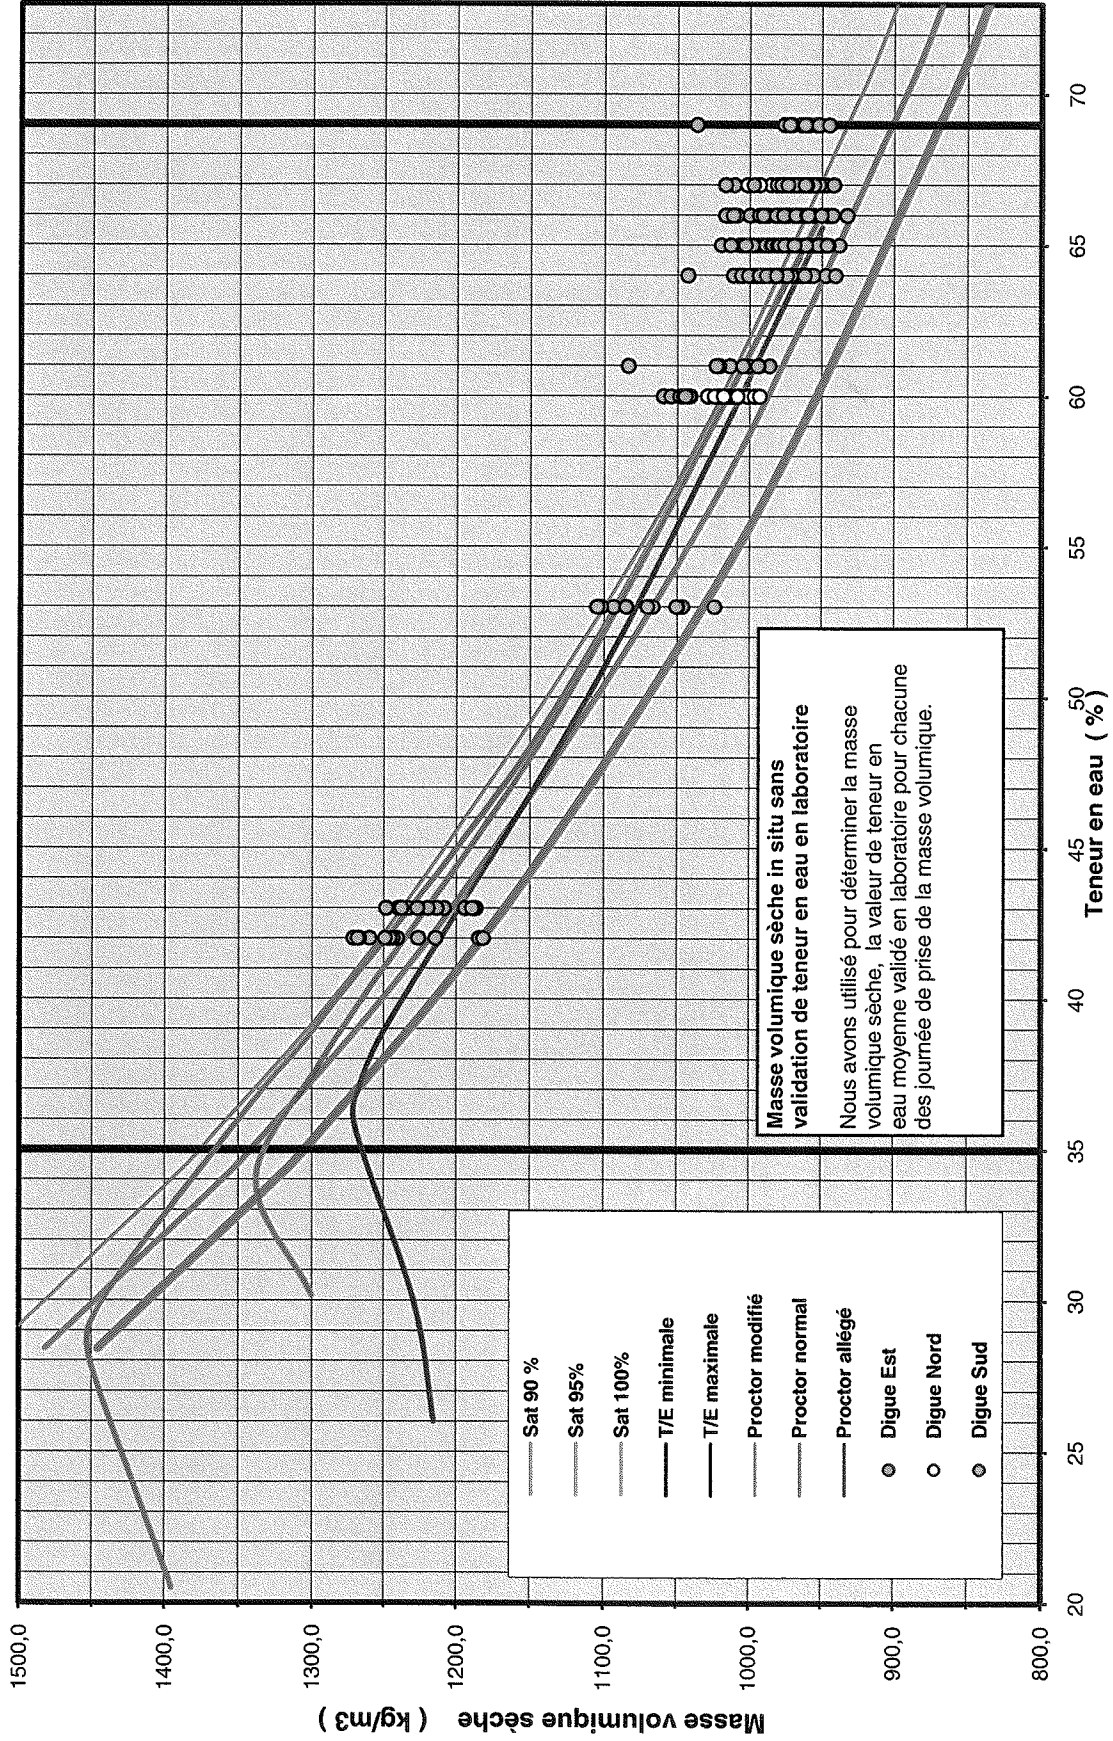 1500,0
1400,0
1300,0
1200,0
1100,0
1000,0
900,0
800,0
Masse volumique sèche ( kg/m3 )
20
25
30
35
40
45
50
55
60
65
70
Teneur en eau ( % )
Sat 90 %
Sat 95%
Sat 100%
T/E minimale
T/E maximale
Proctor modifié
Proctor normal
Proctor allégé
Digue Est
Digue Nord
Digue Sud
Masse volumique sèche in situ sans
validation de teneur en eau en laboratoire
Nous avons utilisé pour déterminer la masse
volumique sèche, la valeur de teneur en
eau moyenne validé en laboratoire pour chacune
des journée de prise de la masse volumique.